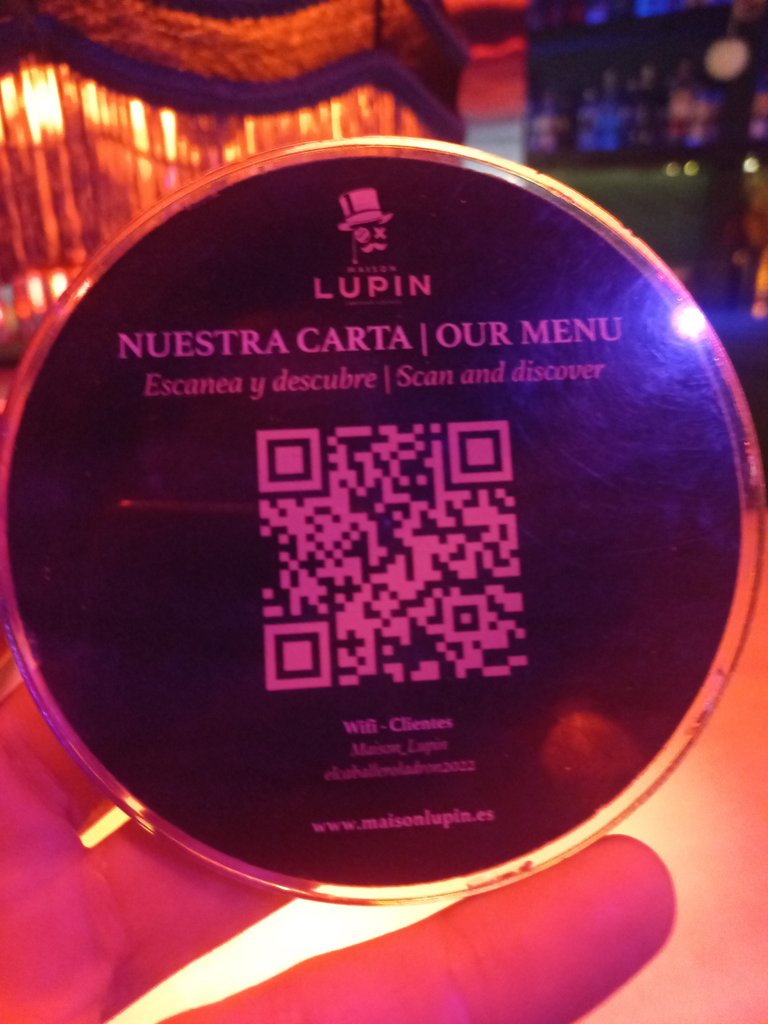 MAISON
LUPIN
NUESTRA CARTA | OUR MENU
Escanea y descubre | Scan and discover
Wifi - Clientes
Maison_Lupin
elcaballeroladron2022
www.maisonlupin.es